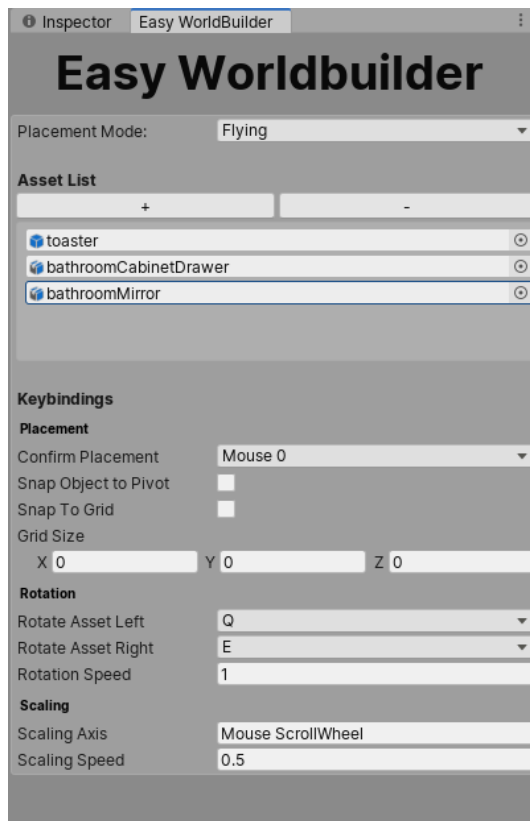 Inspector Easy WorldBuilder
Easy Worldbuilder
Placement Mode: Flying
Asset List
+ -
toaster
bathroomCabinetDrawer
bathroomMirror
Keybindings
Placement
Confirm Placement Mouse 0
Snap Object to Pivot
Snap To Grid
Grid Size
X 0 Y 0 Z 0
Rotation
Rotate Asset Left Q
Rotate Asset Right E
Rotation Speed 1
Scaling
Scaling Axis Mouse ScrollWheel
Scaling Speed 0.5